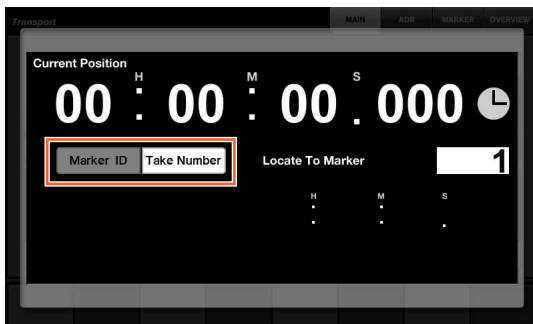 Transport MAIN ADR MARKER OVERVIEW
Current Position
H M S
00 : 00 : 00 . 000
Marker ID Take Number Locate To Marker 1
H M S
: : .